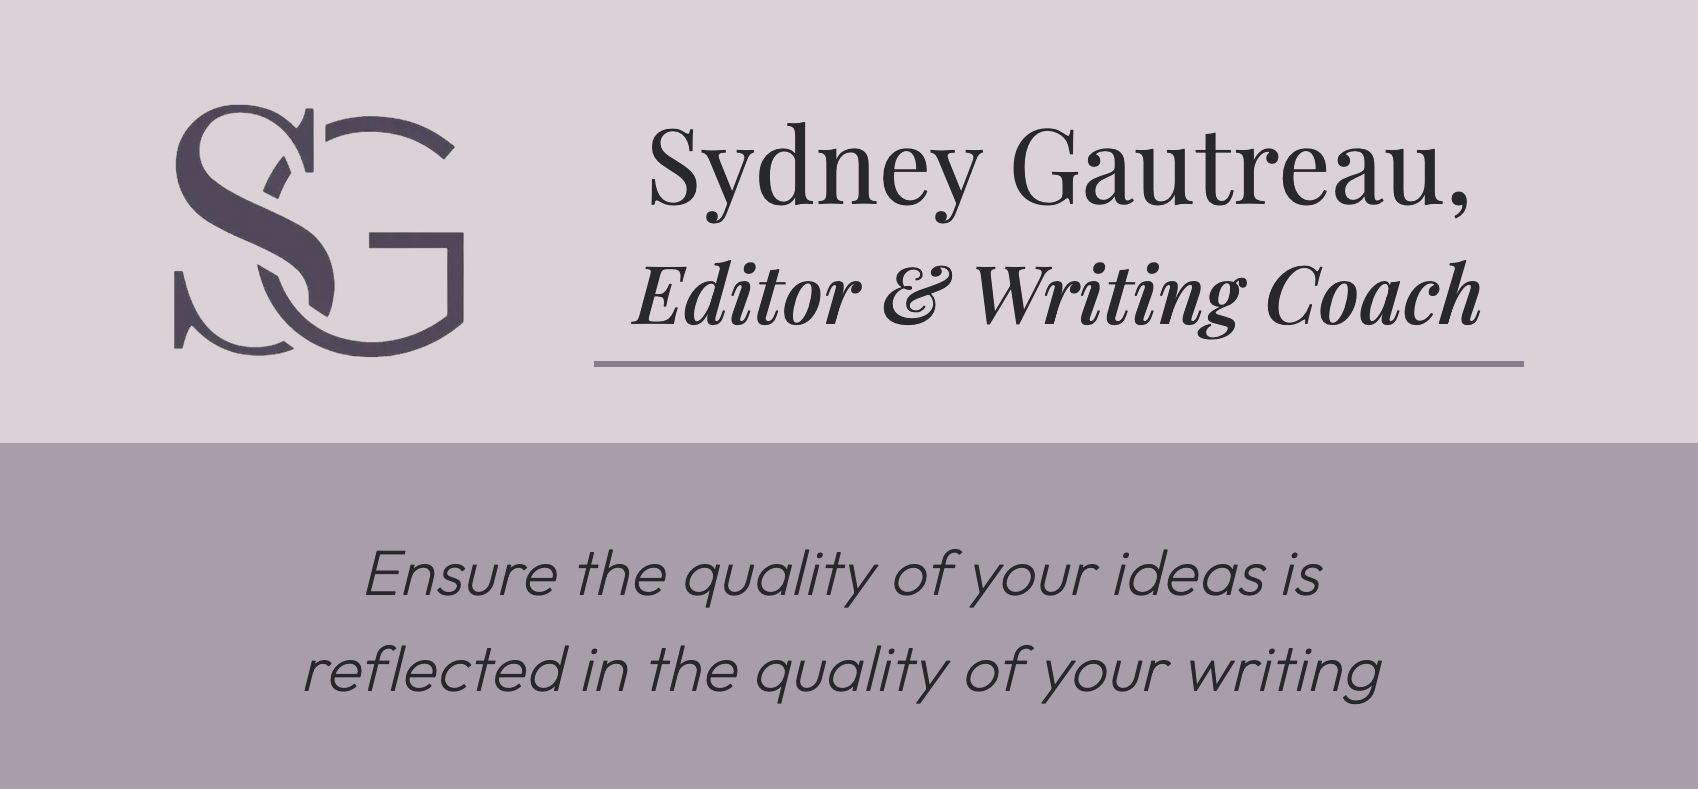 SG
Sydney Gautreau,
Editor & Writing Coach
Ensure the quality of your ideas is
reflected in the quality of your writing